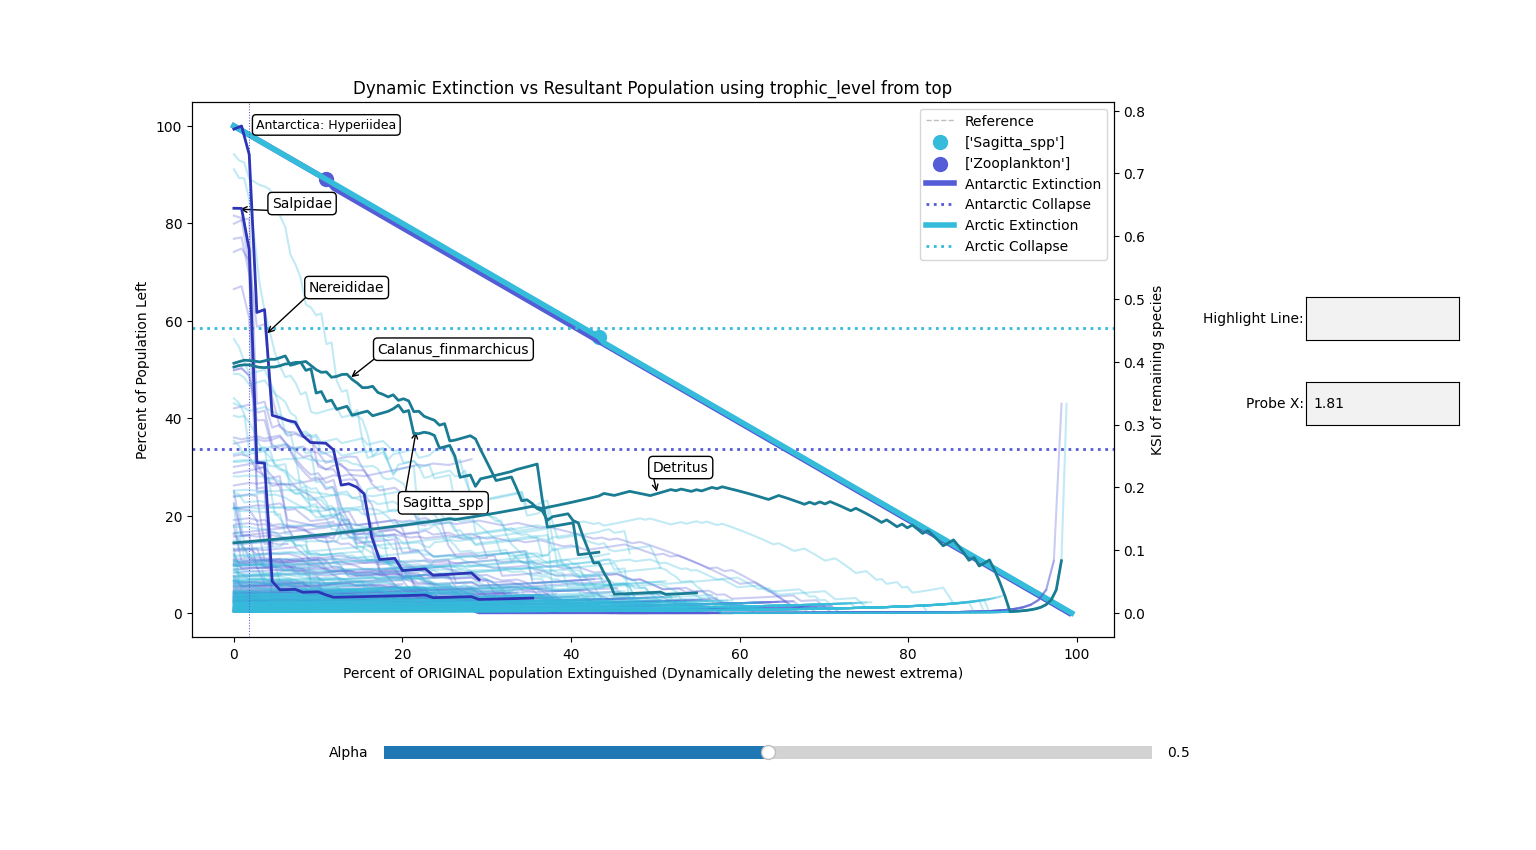 Dynamic Extinction vs Resultant Population using trophic_level from top
Percent of Population Left
100
80
60
40
20
0
Antarctica: Hyperiidea
Salpidae
Nereididae
Calanus_finmarchicus
Sagitta_spp
Detritus
Reference
['Sagitta_spp']
['Zooplankton']
Antarctic Extinction
Antarctic Collapse
Arctic Extinction
Arctic Collapse
0.8
0.7
0.6
0.5
0.4
0.3
0.2
0.1
0.0
KSI of remaining species
0 20 40 60 80 100
Percent of ORIGINAL population Extinguished (Dynamically deleting the newest extrema)
Highlight Line:
Probe X: 1.81
Alpha 0.5